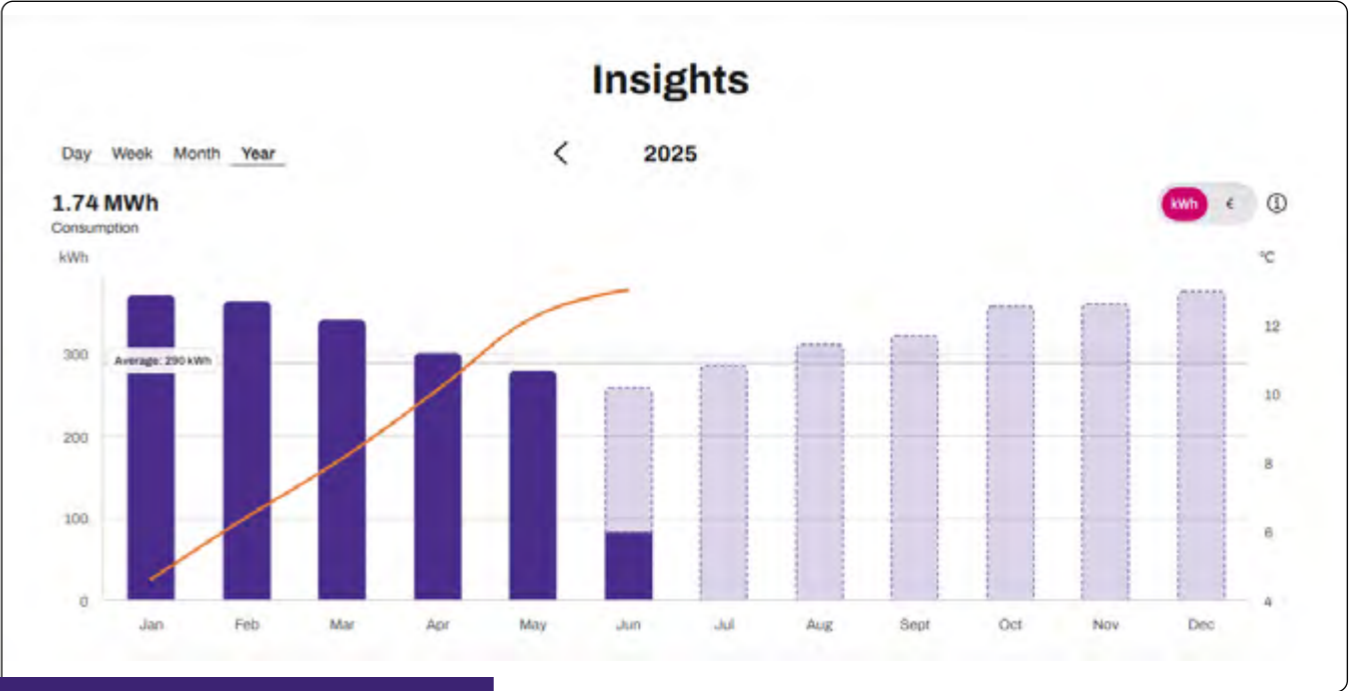 Insights
Day Week Month Year
2025
1.74 MWh
Consumption
kWh €
kWh
°C
Average: 290 kWh
300
200
100
0
12
10
8
6
4
Jan Feb Mar Apr May Jun Jul Aug Sept Oct Nov Dec